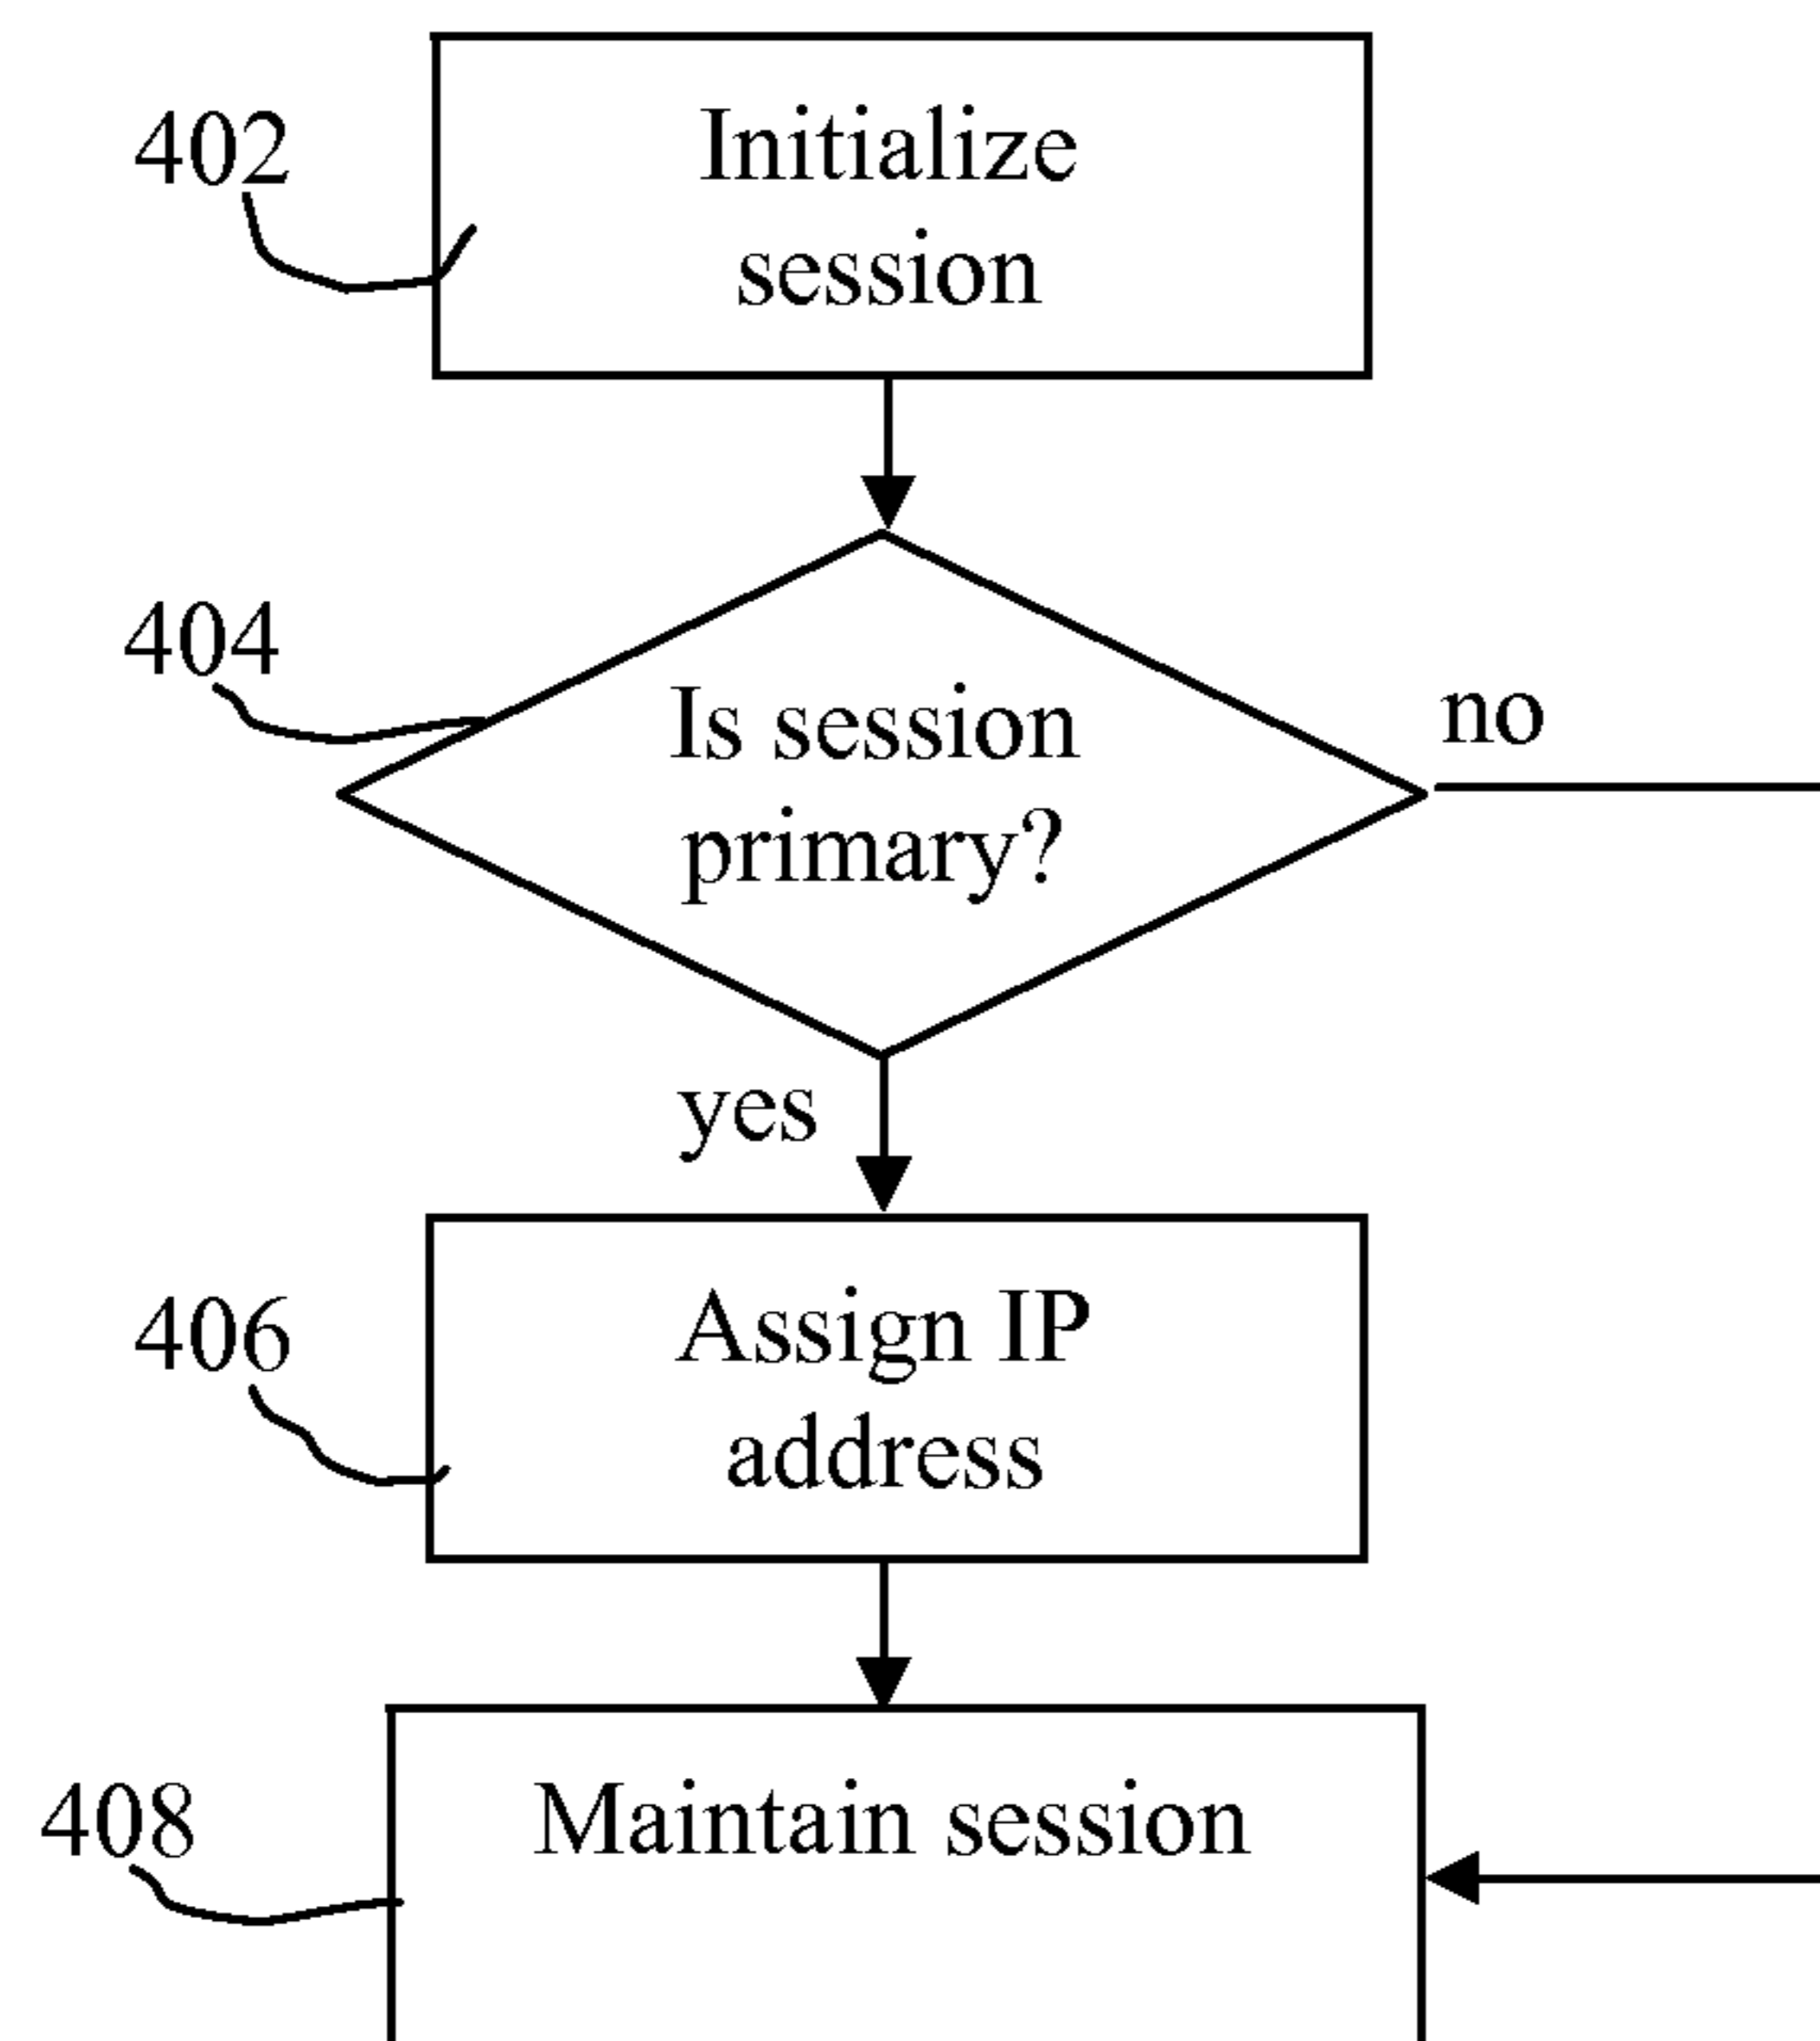 402
Initialize
session
404
Is session
primary?
no
yes
406
Assign IP
address
408
Maintain session